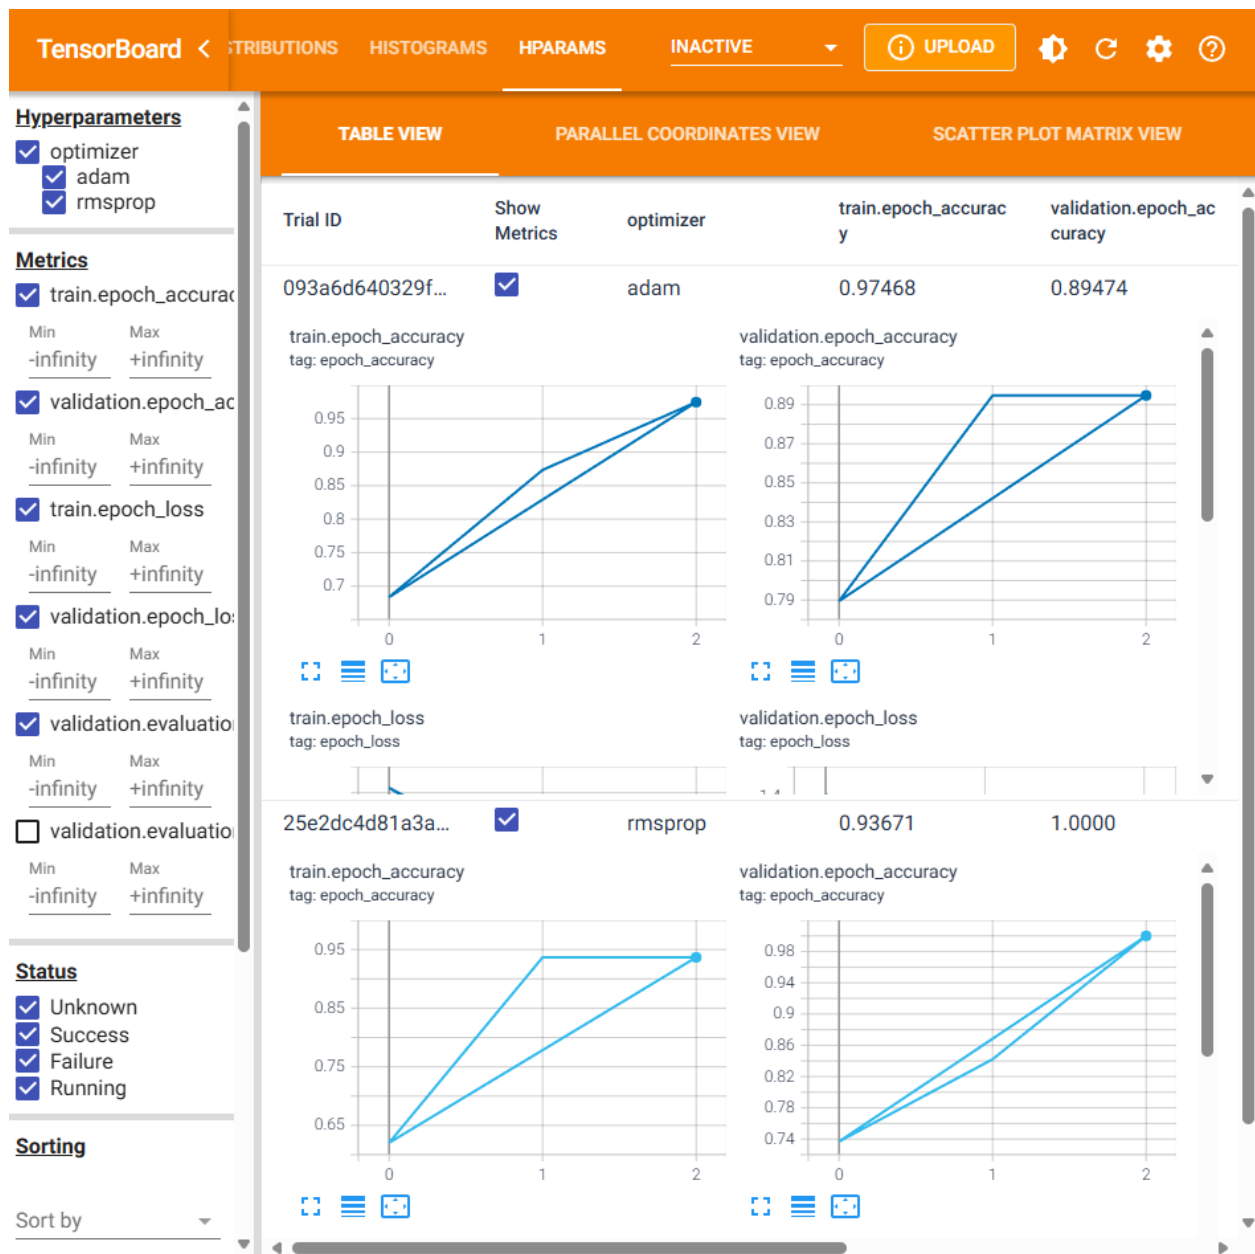 TensorBoard
TRIBUTIONS HISTOGRAMS HPARAMS INACTIVE UPLOAD
Hyperparameters
optimizer
adam
rmsprop
Metrics
train.epoch_accurac
Min Max
-infinity +infinity
validation.epoch_ac
Min Max
-infinity +infinity
train.epoch_loss
Min Max
-infinity +infinity
validation.epoch_lo
Min Max
-infinity +infinity
validation.evaluation
Min Max
-infinity +infinity
validation.evaluation
Min Max
-infinity +infinity
Status
Unknown
Success
Failure
Running
Sorting
Sort by
TABLE VIEW PARALLEL COORDINATES VIEW SCATTER PLOT MATRIX VIEW
Trial ID Show Metrics optimizer train.epoch_accuracy validation.epoch_accuracy
093a6d640329f... adam 0.97468 0.89474
train.epoch_accuracy
tag: epoch_accuracy
0.95
0.9
0.85
0.8
0.75
0.7
0 1 2
validation.epoch_accuracy
tag: epoch_accuracy
0.89
0.87
0.85
0.83
0.81
0.79
0 1 2
train.epoch_loss
tag: epoch_loss
validation.epoch_loss
tag: epoch_loss
1.4
25e2dc4d81a3a... rmsprop 0.93671 1.0000
train.epoch_accuracy
tag: epoch_accuracy
0.95
0.85
0.75
0.65
0 1 2
validation.epoch_accuracy
tag: epoch_accuracy
0.98
0.94
0.9
0.86
0.82
0.78
0.74
0 1 2